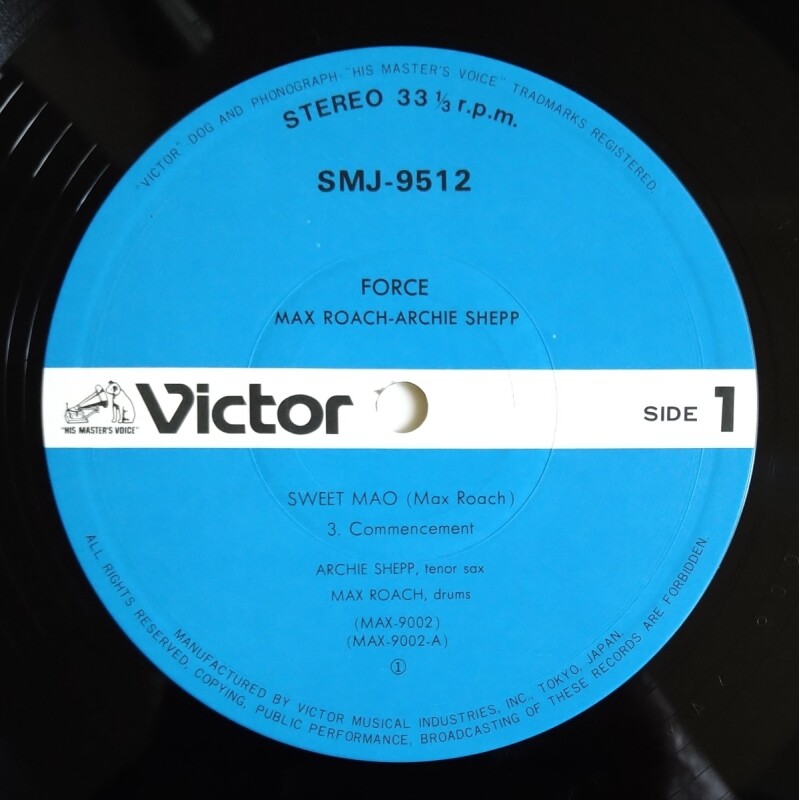 "VICTOR" DOG AND PHONOGRAPH "HIS MASTER'S VOICE" TRADMARKS REGISTERED.
STEREO 33 ⅓ r.p.m.
SMJ-9512
FORCE
MAX ROACH-ARCHIE SHEPP
"HIS MASTER'S VOICE"
Victor
SIDE 1
SWEET MAO (Max Roach)
3. Commencement
ARCHIE SHEPP, tenor sax
MAX ROACH, drums
(MAX-9002)
(MAX-9002-A)
①
MANUFACTURED BY VICTOR MUSICAL INDUSTRIES, INC., TOKYO, JAPAN.
ALL RIGHTS RESERVED, COPYING, PUBLIC PERFORMANCE, BROADCASTING OF THESE RECORDS ARE FORBIDDEN.